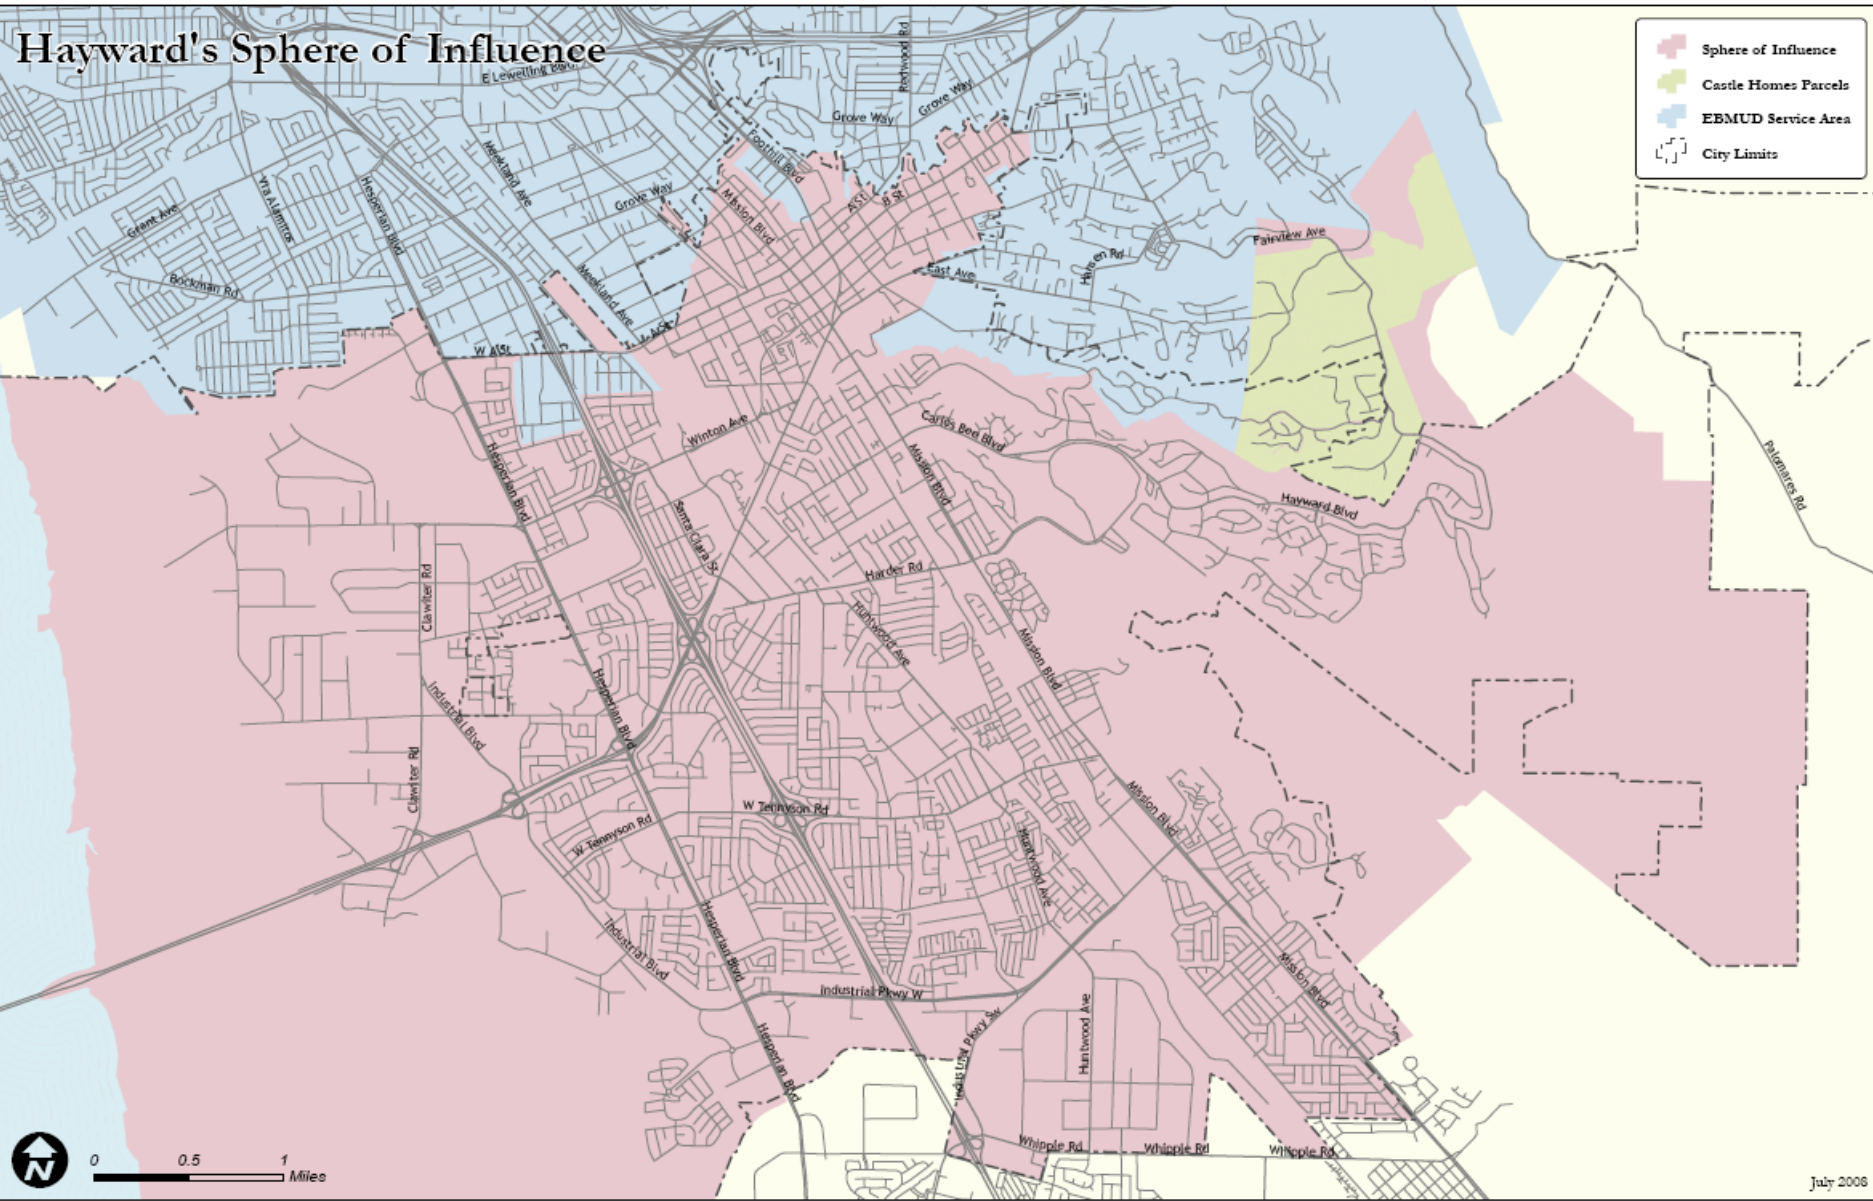 Hayward's Sphere of Influence
Sphere of Influence
Castle Homes Parcels
EBMUD Service Area
City Limits
E Lewelling Blvd
Redwood Rd
Grove Way
Grove Way
Foothill Blvd
Meekland Ave
Via Alamitos
Hesperian Blvd
Grant Ave
Grove Way
Mission Blvd
A St
B St
Fairview Ave
Hansen Rd
East Ave
Bockman Rd
Meekland Ave
A St
W A St
Winton Ave
Carlos Bee Blvd
Mission Blvd
Hesperian Blvd
Palomares Rd
Hayward Blvd
Santa Clara St
Harder Rd
Clawiter Rd
Huntwood Ave
Mission Blvd
Hesperian Blvd
Industrial Blvd
Clawiter Rd
W Tennyson Rd
W Tennyson Rd
Mission Blvd
Huntwood Ave
Hesperian Blvd
Industrial Blvd
Industrial Pkwy W
Mission Blvd
Industrial Pkwy Sw
Huntwood Ave
Hesperian Blvd
Whipple Rd
Whipple Rd
Whipple Rd
N
0 0.5 1
Miles
July 2008